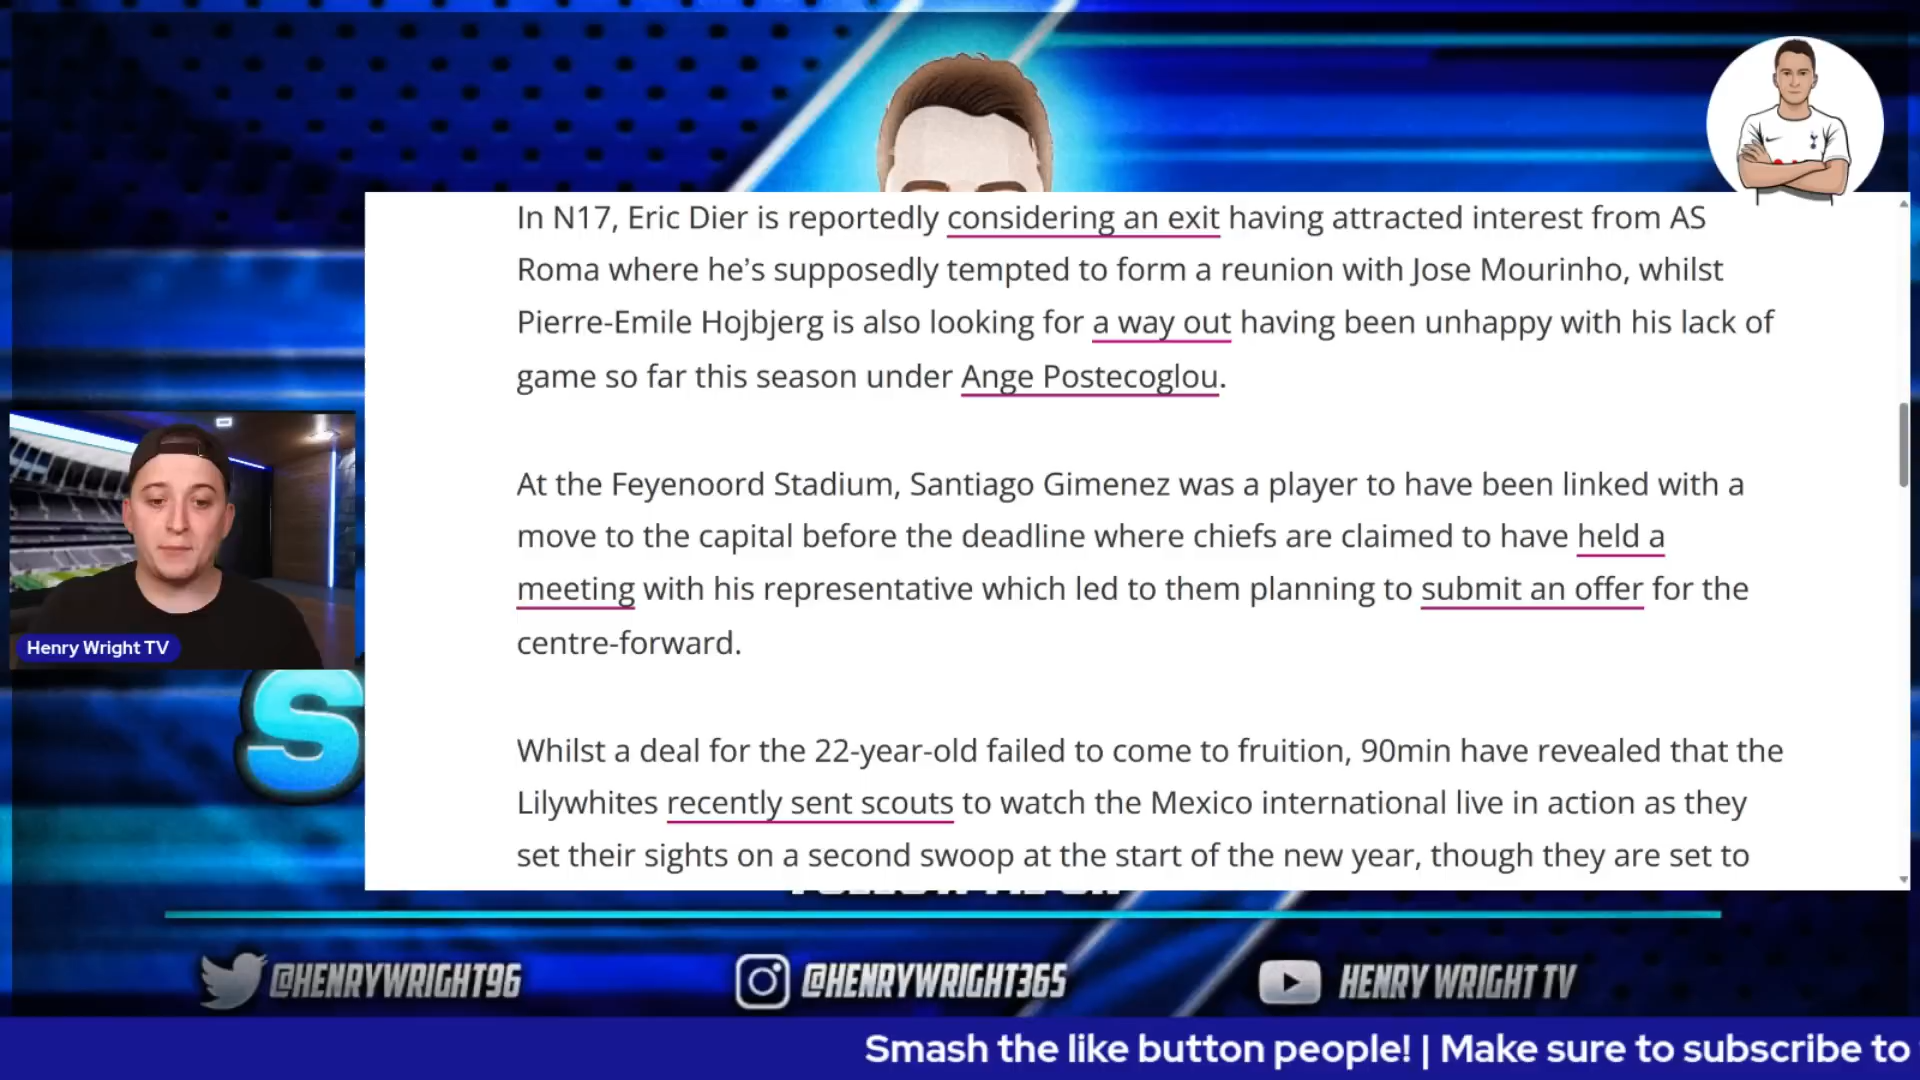 In N17, Eric Dier is reportedly considering an exit having attracted interest from AS
Roma where he's supposedly tempted to form a reunion with Jose Mourinho, whilst
Pierre-Emile Hojbjerg is also looking for a way out having been unhappy with his lack of
game so far this season under Ange Postecoglou.
At the Feyenoord Stadium, Santiago Gimenez was a player to have been linked with a
move to the capital before the deadline where chiefs are claimed to have held a
meeting with his representative which led to them planning to submit an offer for the
centre-forward.
Whilst a deal for the 22-year-old failed to come to fruition, 90min have revealed that the
Lilywhites recently sent scouts to watch the Mexico international live in action as they
set their sights on a second swoop at the start of the new year, though they are set to
Henry Wright TV
S
@HENRYWRIGHT96
@HENRYWRIGHT365
HENRY WRIGHT TV
Smash the like button people! | Make sure to subscribe to